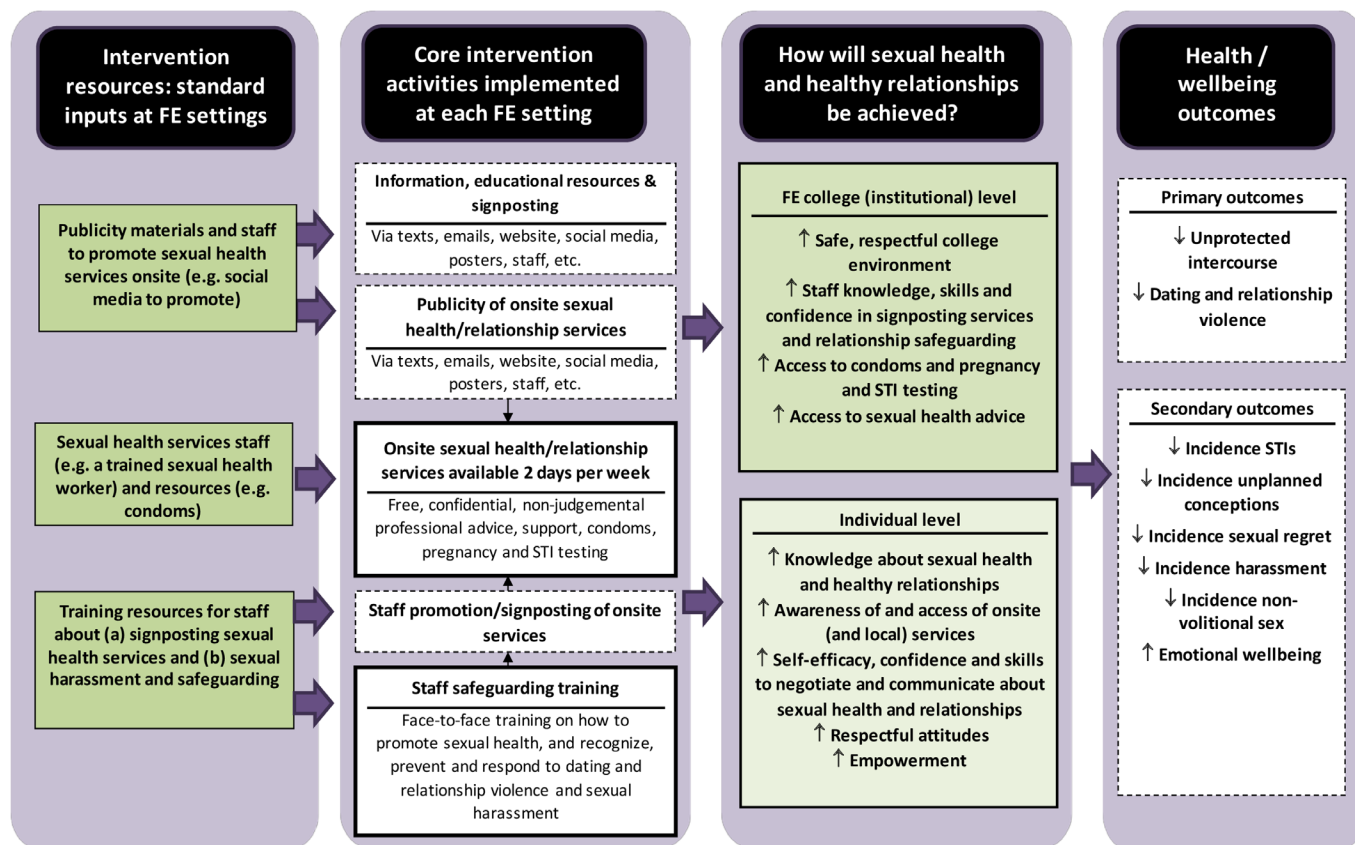 Intervention
resources: standard
inputs at FE settings
Publicity materials and staff
to promote sexual health
services onsite (e.g. social
media to promote)
Sexual health services staff
(e.g. a trained sexual health
worker) and resources (e.g.
condoms)
Training resources for staff
about (a) signposting sexual
health services and (b) sexual
harassment and safeguarding
Core intervention
activities implemented
at each FE setting
Information, educational resources &
signposting
Via texts, emails, website, social media,
posters, staff, etc.
Publicity of onsite sexual
health/relationship services
Via texts, emails, website, social media,
posters, staff, etc.
Onsite sexual health/relationship
services available 2 days per week
Free, confidential, non-judgemental
professional advice, support, condoms,
pregnancy and STI testing
Staff promotion/signposting of onsite
services
Staff safeguarding training
Face-to-face training on how to
promote sexual health, and recognize,
prevent and respond to dating and
relationship violence and sexual
harassment
How will sexual health
and healthy relationships
be achieved?
FE college (institutional) level
↑ Safe, respectful college
environment
↑ Staff knowledge, skills and
confidence in signposting services
and relationship safeguarding
↑ Access to condoms and pregnancy
and STI testing
↑ Access to sexual health advice
Individual level
↑ Knowledge about sexual health
and healthy relationships
↑ Awareness of and access of onsite
(and local) services
↑ Self-efficacy, confidence and skills
to negotiate and communicate about
sexual health and relationships
↑ Respectful attitudes
↑ Empowerment
Health /
wellbeing
outcomes
Primary outcomes
↓ Unprotected
intercourse
↓ Dating and relationship
violence
Secondary outcomes
↓ Incidence STIs
↓ Incidence unplanned
conceptions
↓ Incidence sexual regret
↓ Incidence harassment
↓ Incidence non-
volitional sex
↑ Emotional wellbeing